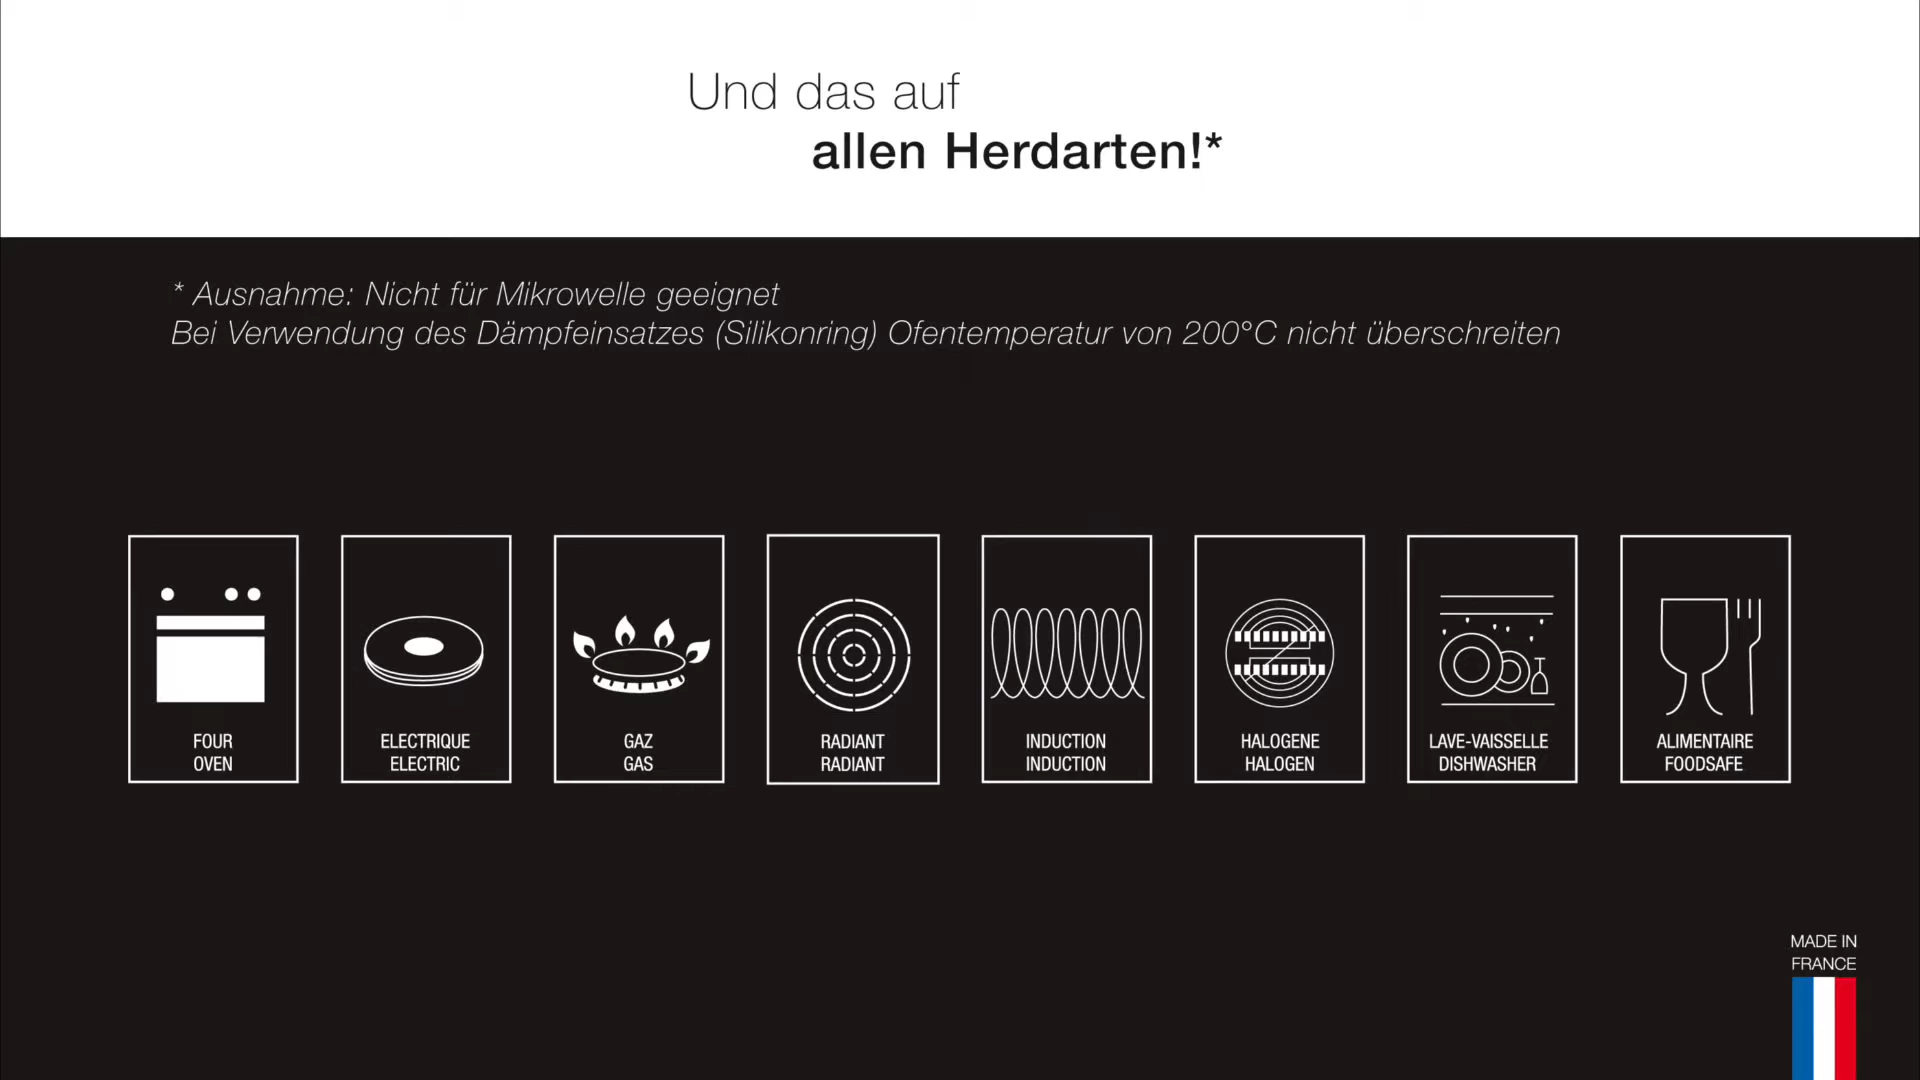 Und das auf
allen Herdarten!*
* Ausnahme: Nicht für Mikrowelle geeignet
Bei Verwendung des Dämpfeinsatzes (Silikonring) Ofentemperatur von 200°C nicht überschreiten
FOUR
OVEN
ELECTRIQUE
ELECTRIC
GAZ
GAS
RADIANT
RADIANT
INDUCTION
INDUCTION
HALOGENE
HALOGEN
LAVE-VAISSELLE
DISHWASHER
ALIMENTAIRE
FOODSAFE
MADE IN
FRANCE